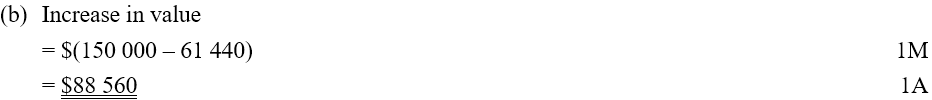 (b) Increase in value
= $(150 000 – 61 440) 1M
= $88 560 1A